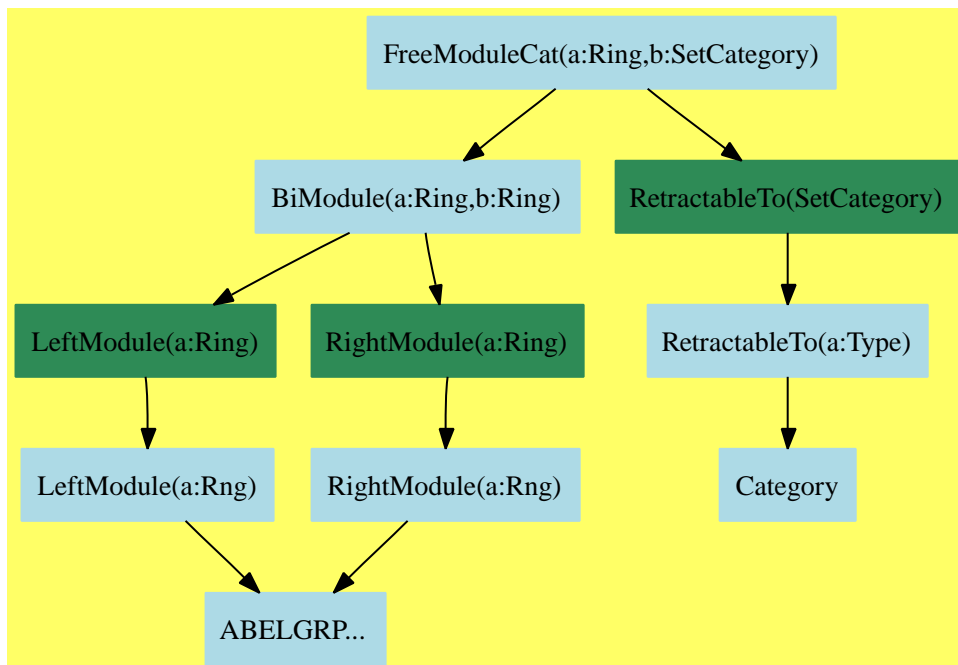 FreeModuleCat(a:Ring,b:SetCategory)
BiModule(a:Ring,b:Ring)
RetractableTo(SetCategory)
LeftModule(a:Ring)
RightModule(a:Ring)
RetractableTo(a:Type)
LeftModule(a:Rng)
RightModule(a:Rng)
Category
ABELGRP...